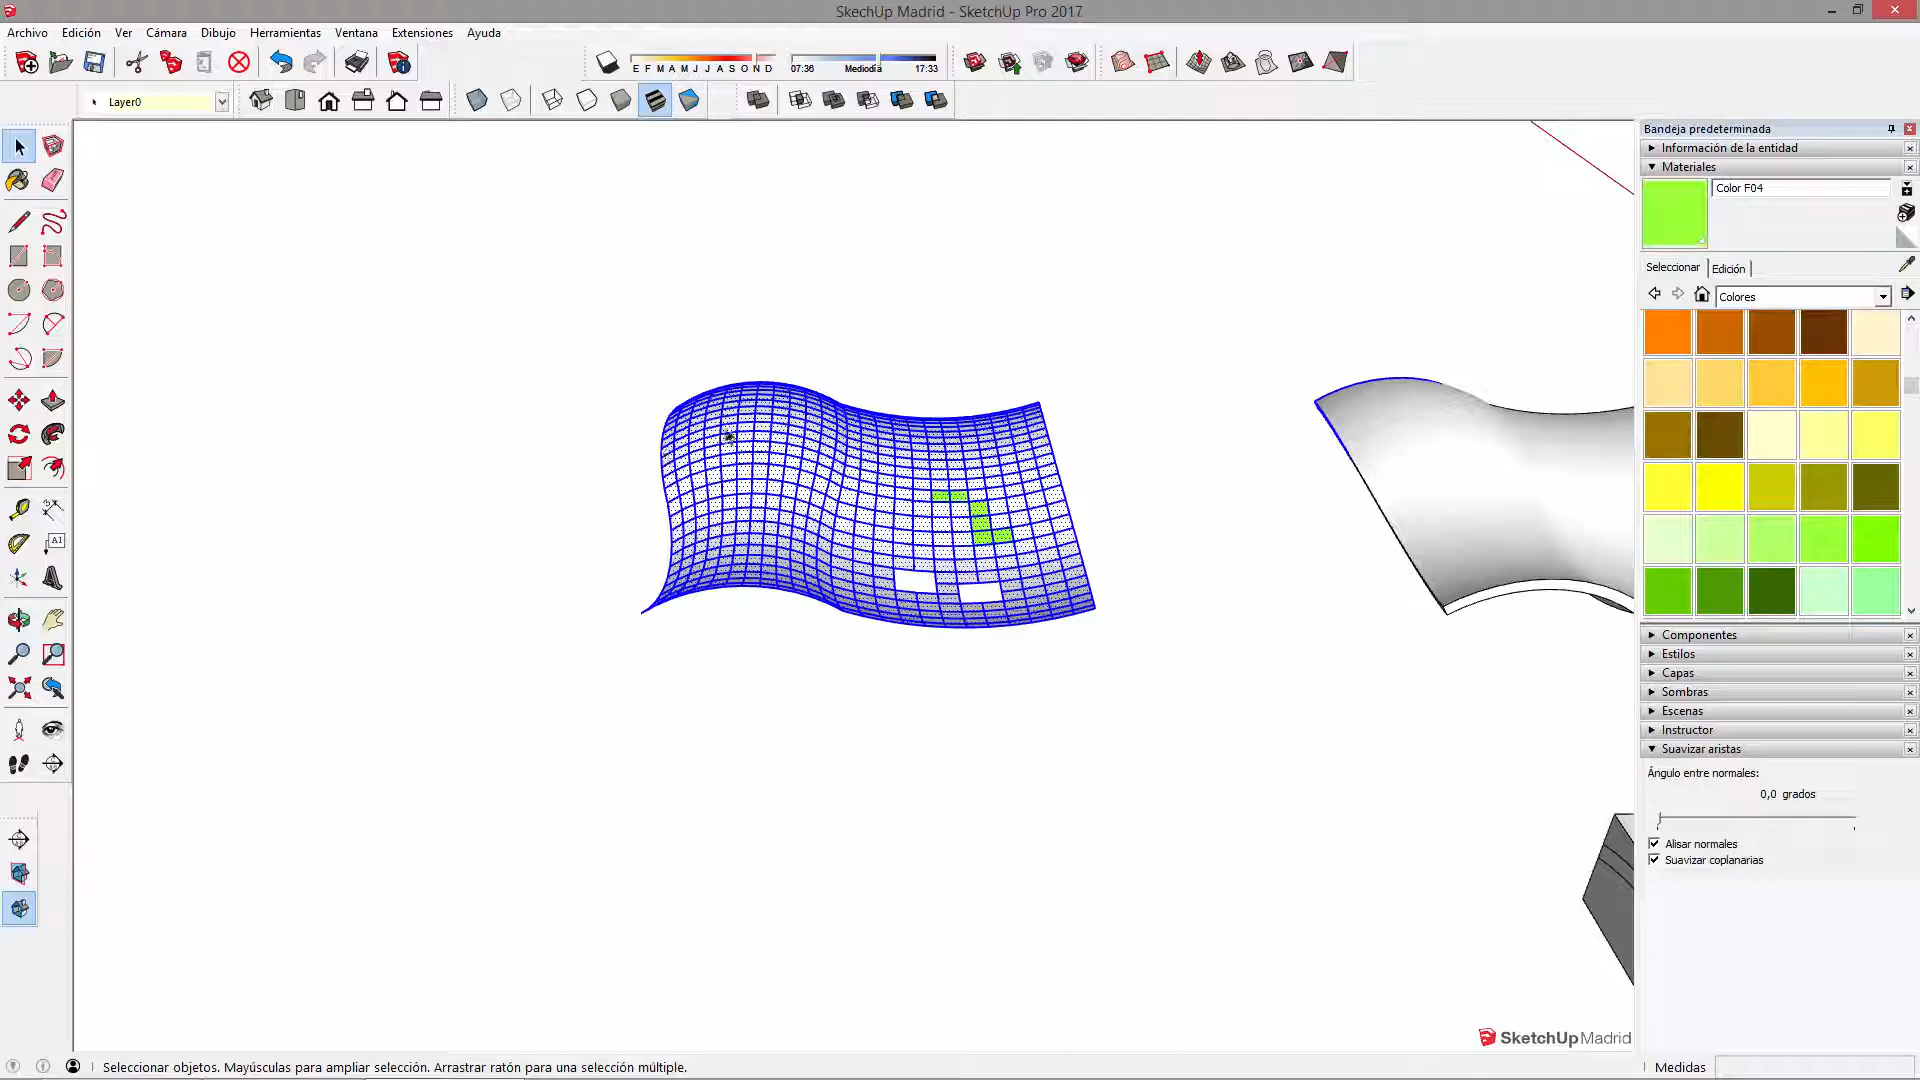 SkechUp Madrid - SketchUp Pro 2017
Archivo Edición Ver Cámara Dibujo Herramientas Ventana Extensiones Ayuda
E F M A M J J A S O N D
07:36 Mediodía 17:33
Layer0
Bandeja predeterminada
Información de la entidad
Materiales
Color F04
Seleccionar Edición
Colores
AI
Componentes
Estilos
Capas
Sombras
Escenas
Instructor
Suavizar aristas
Ángulo entre normales:
0,0 grados
Alisar normales
Suavizar coplanarias
SketchUpMadrid
Seleccionar objetos. Mayúsculas para ampliar selección. Arrastrar ratón para una selección múltiple.
Medidas